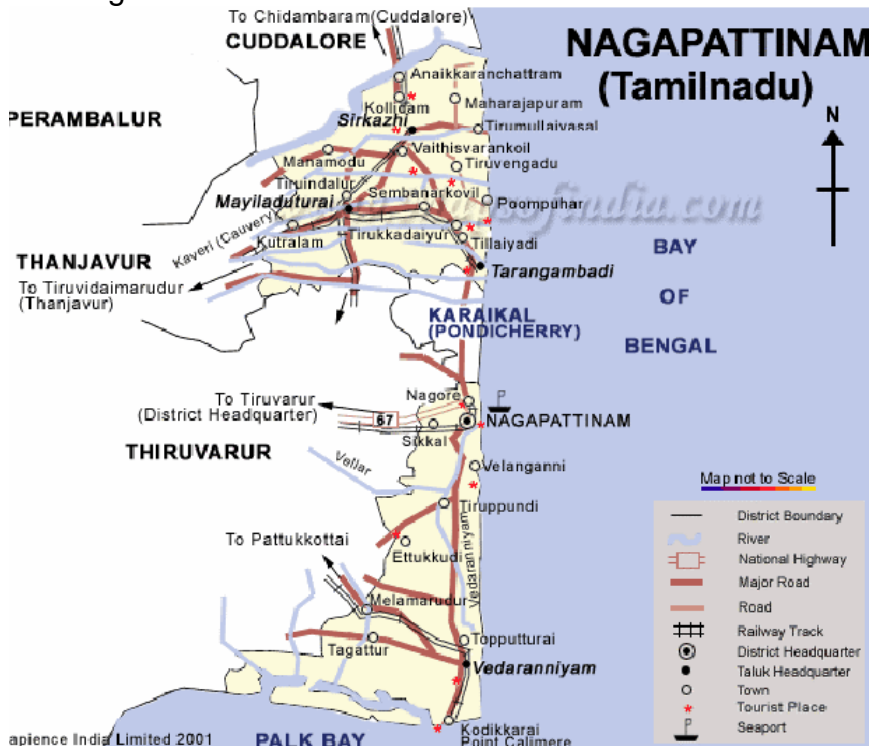 To Chidambaram(Cuddalore)
CUDDALORE
NAGAPATTINAM
(Tamilnadu)
Anaikkaranchattram
Kollidam
Maharajapuram
PERAMBALUR
Sirkazhi
Tirumullaivasal
N
Vaithisvarankoil
Manamodu
Tiruvengadu
Tiruindalur
Sembanarkovil
Mayiladuturai
Poompuhar
ofindia.com
Kaveri (Cauvery)
Kutralam
Tirukkadaiyur
Tillaiyadi
BAY
OF
BENGAL
THANJAVUR
Tarangambadi
To Tiruvidaimarudur
(Thanjavur)
KARAIKAL
(PONDICHERRY)
Nagore
To Tiruvarur
(District Headquarter)
67
NAGAPATTINAM
Sikkal
THIRUVARUR
Vellar
Velanganni
Map not to Scale
Tiruppundi
To Pattukkottai
Ettukkudi
Vedaranniyam
Melamarudur
Tagattur
Topputturai
Vedaranniyam
Kodikkarai
Point Calimere
PALK BAY
apience India Limited 2001
District Boundary
River
National Highway
Major Road
Road
Railway Track
District Headquarter
Taluk Headquarter
Town
Tourist Place
Seaport